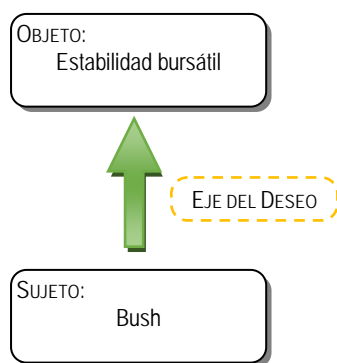 OBJETO:
Estabilidad bursátil
EJE DEL DESEO
SUJETO:
Bush